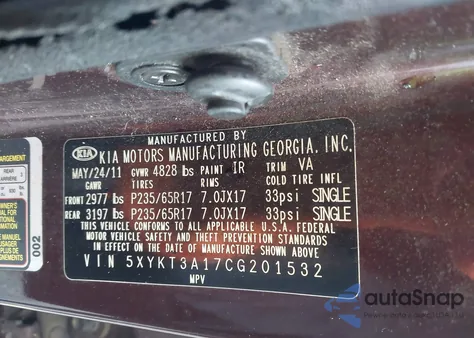 MANUFACTURED BY
KIA KIA MOTORS MANUFACTURING GEORGIA, INC.
MAY/24/11 GVWR 4828 lbs PAINT IR TRIM VA
GAWR TIRES RIMS COLD TIRE INFL
FRONT 2977 lbs P235/65R17 7.0JX17 33psi SINGLE
REAR 3197 lbs P235/65R17 7.0JX17 33psi SINGLE
THIS VEHICLE CONFORMS TO ALL APPLICABLE U.S.A. FEDERAL
MOTOR VEHICLE SAFETY AND THEFT PREVENTION STANDARDS
IN EFFECT ON THE DATE OF MANUFACTURE SHOWN ABOVE.
VIN 5XYKT3A17CG201532
MPV
002
autoSnap